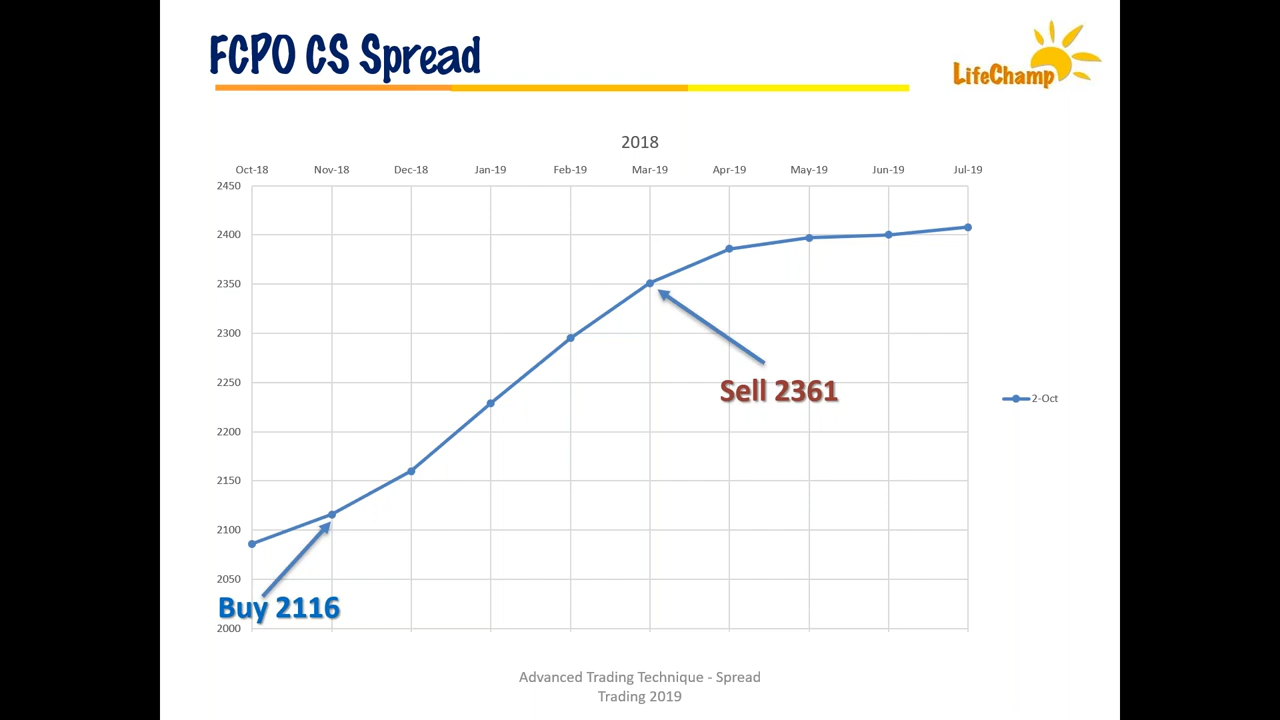 FCPO CS Spread
LifeChamp
2018
Oct-18 Nov-18 Dec-18 Jan-19 Feb-19 Mar-19 Apr-19 May-19 Jun-19 Jul-19
2450
2400
2350
2300
2250
Sell 2361
2-Oct
2200
2150
2100
2050
Buy 2116
2000
Advanced Trading Technique - Spread
Trading 2019